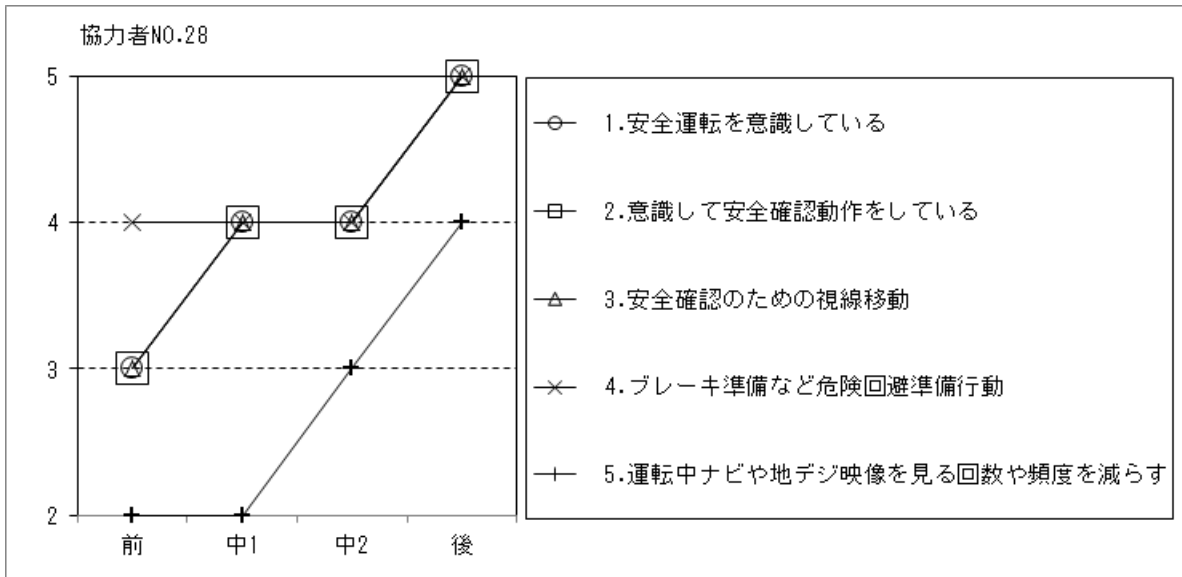 協力者NO.28
5
4
3
2
前 中1 中2 後
1.安全運転を意識している
2.意識して安全確認動作をしている
3.安全確認のための視線移動
4.ブレーキ準備など危険回避準備行動
5.運転中ナビや地デジ映像を見る回数や頻度を減らす